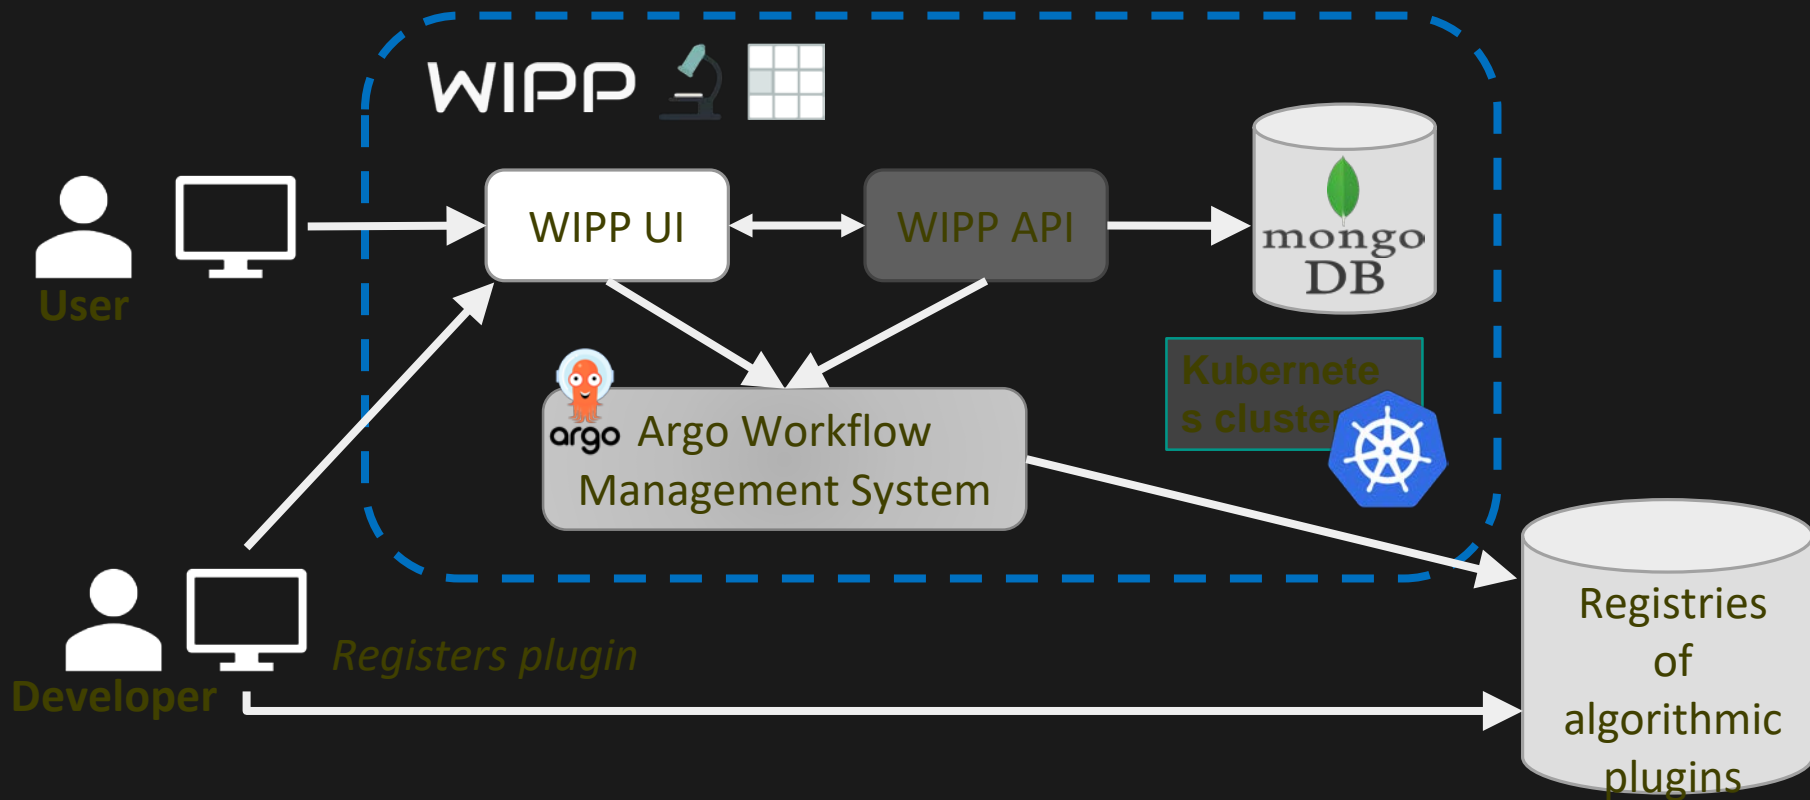 WIPP
WIPP UI
WIPP API
mongo
DB
User
Kubernete
s cluster
argo
Argo Workflow
Management System
Registers plugin
Developer
Registries
of
algorithmic
plugins